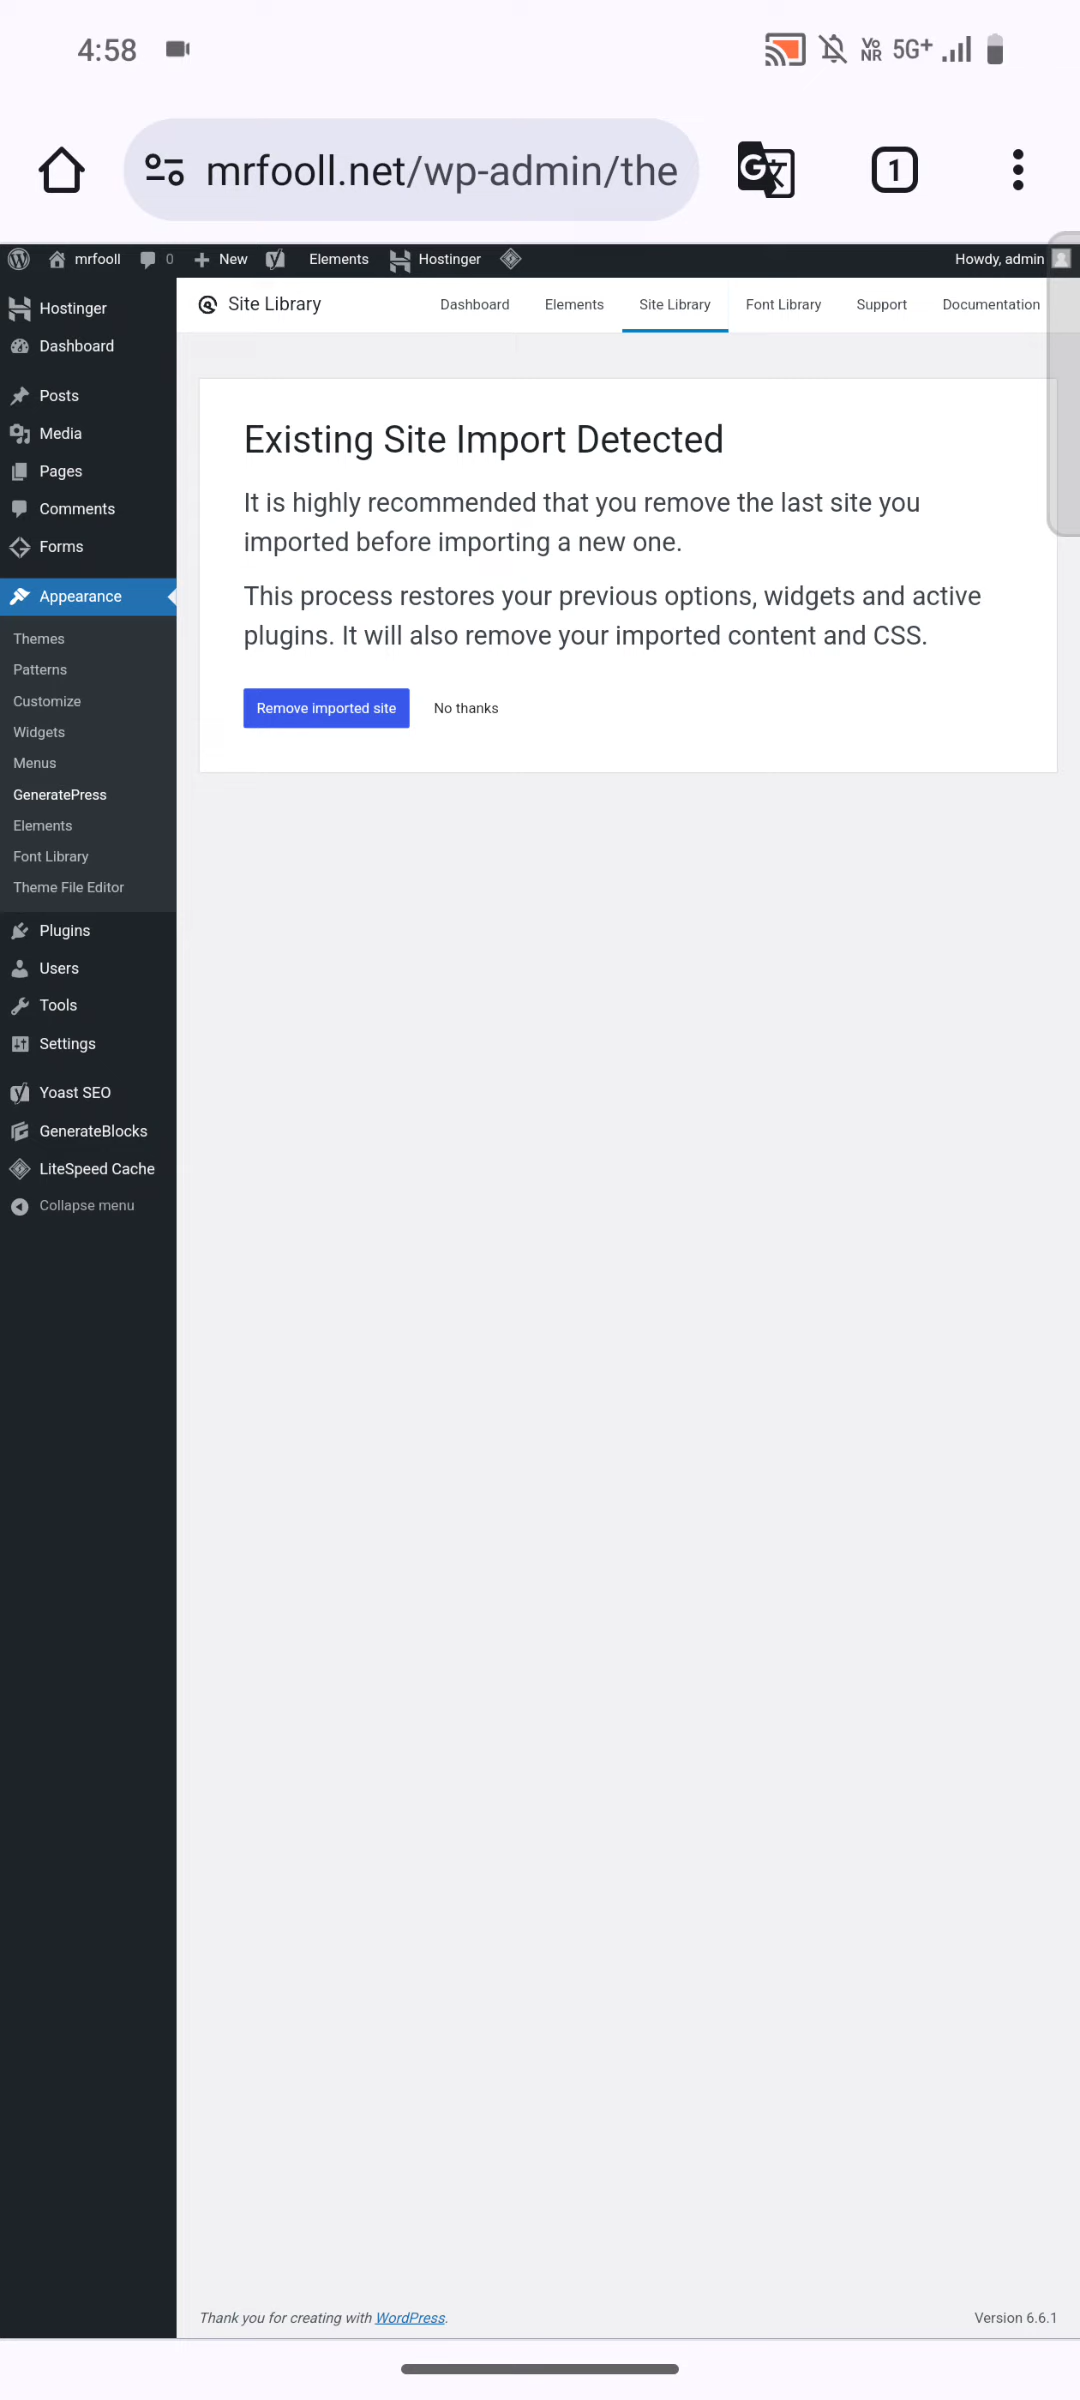 4:58
Vo
NR
5G+
mrfooll.net/wp-admin/the
G
1
mrfooll
0
New
Elements
Hostinger
Howdy, admin
Hostinger
Dashboard
Posts
Media
Pages
Comments
Forms
Appearance
Themes
Patterns
Customize
Widgets
Menus
GeneratePress
Elements
Font Library
Theme File Editor
Plugins
Users
Tools
Settings
Yoast SEO
GenerateBlocks
LiteSpeed Cache
Collapse menu
Site Library
Dashboard
Elements
Site Library
Font Library
Support
Documentation
Existing Site Import Detected
It is highly recommended that you remove the last site you
imported before importing a new one.
This process restores your previous options, widgets and active
plugins. It will also remove your imported content and CSS.
Remove imported site
No thanks
Thank you for creating with WordPress.
Version 6.6.1